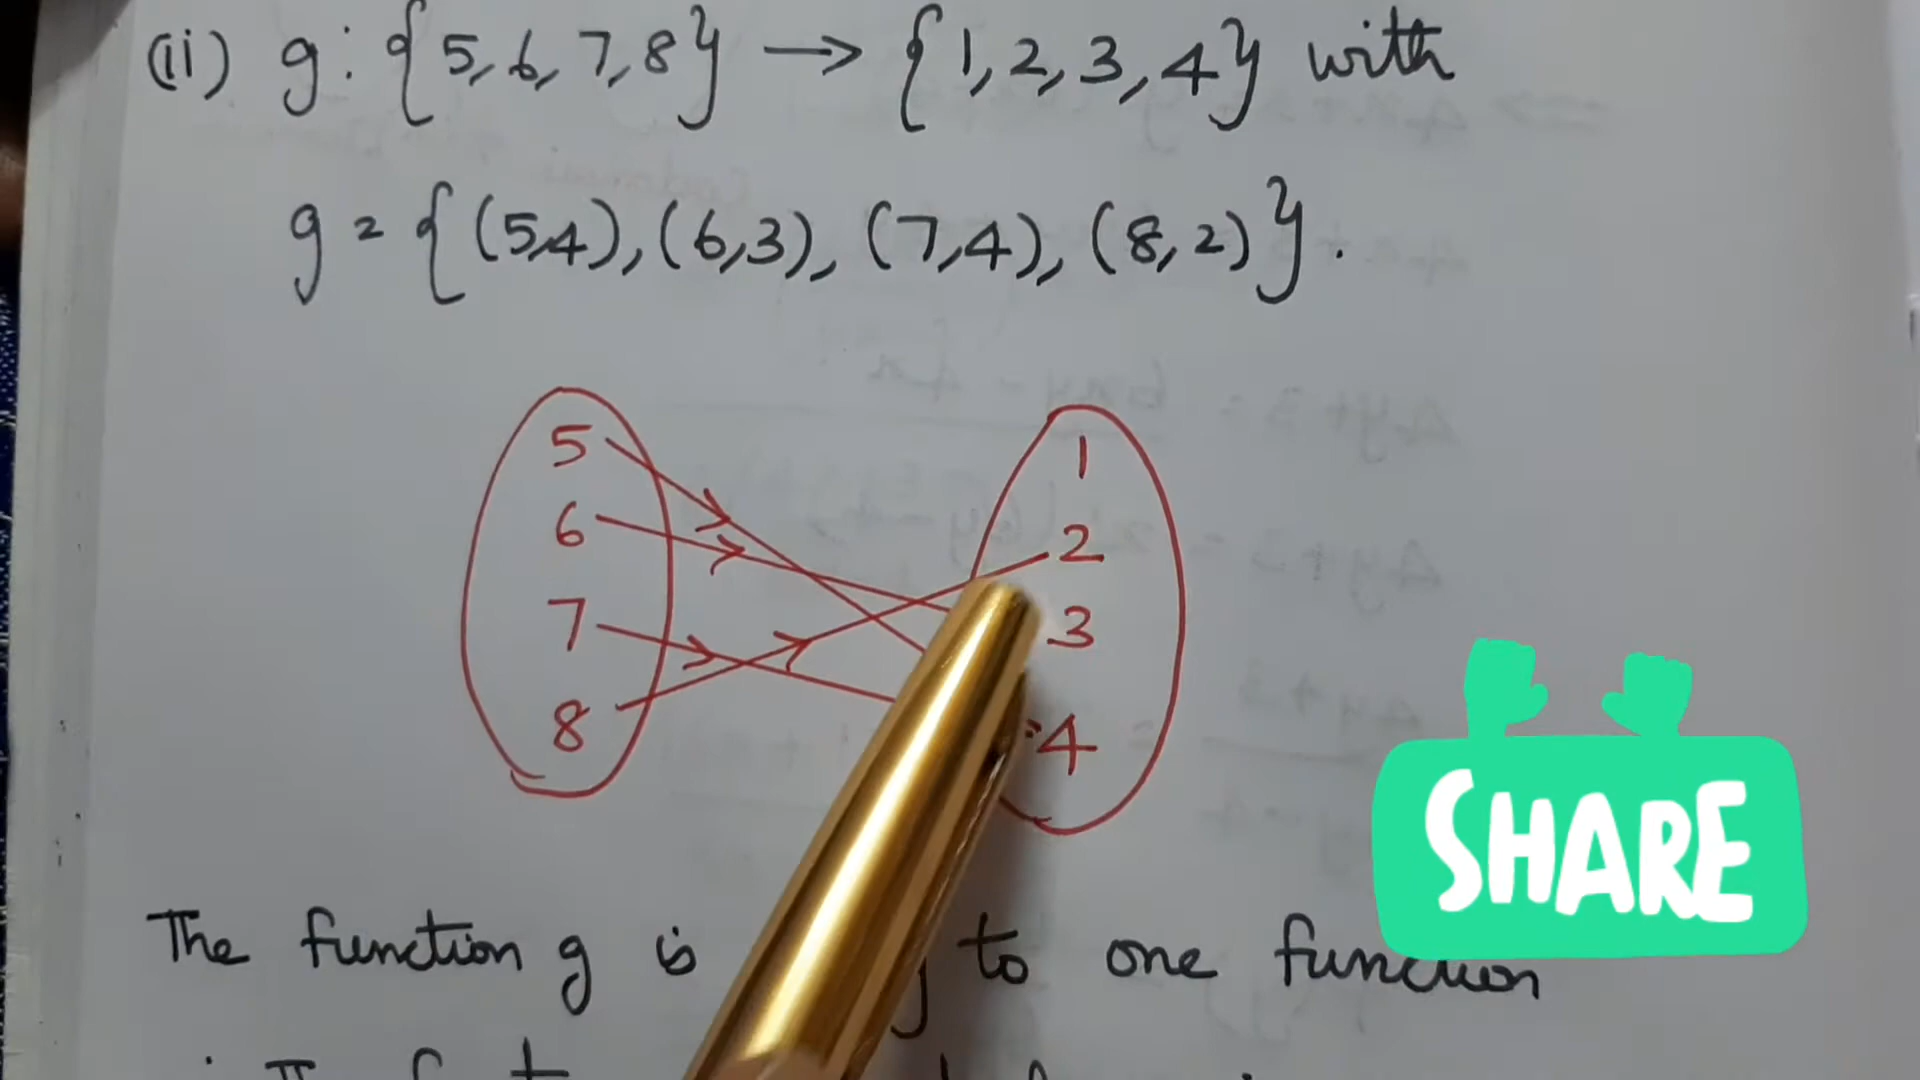 (ii) g : {5, 6, 7, 8} → {1, 2, 3, 4} with
g = {(5,4), (6,3), (7,4), (8,2)}.
5 1
6 2
7 3
8 4
SHARE
The function g is to one function